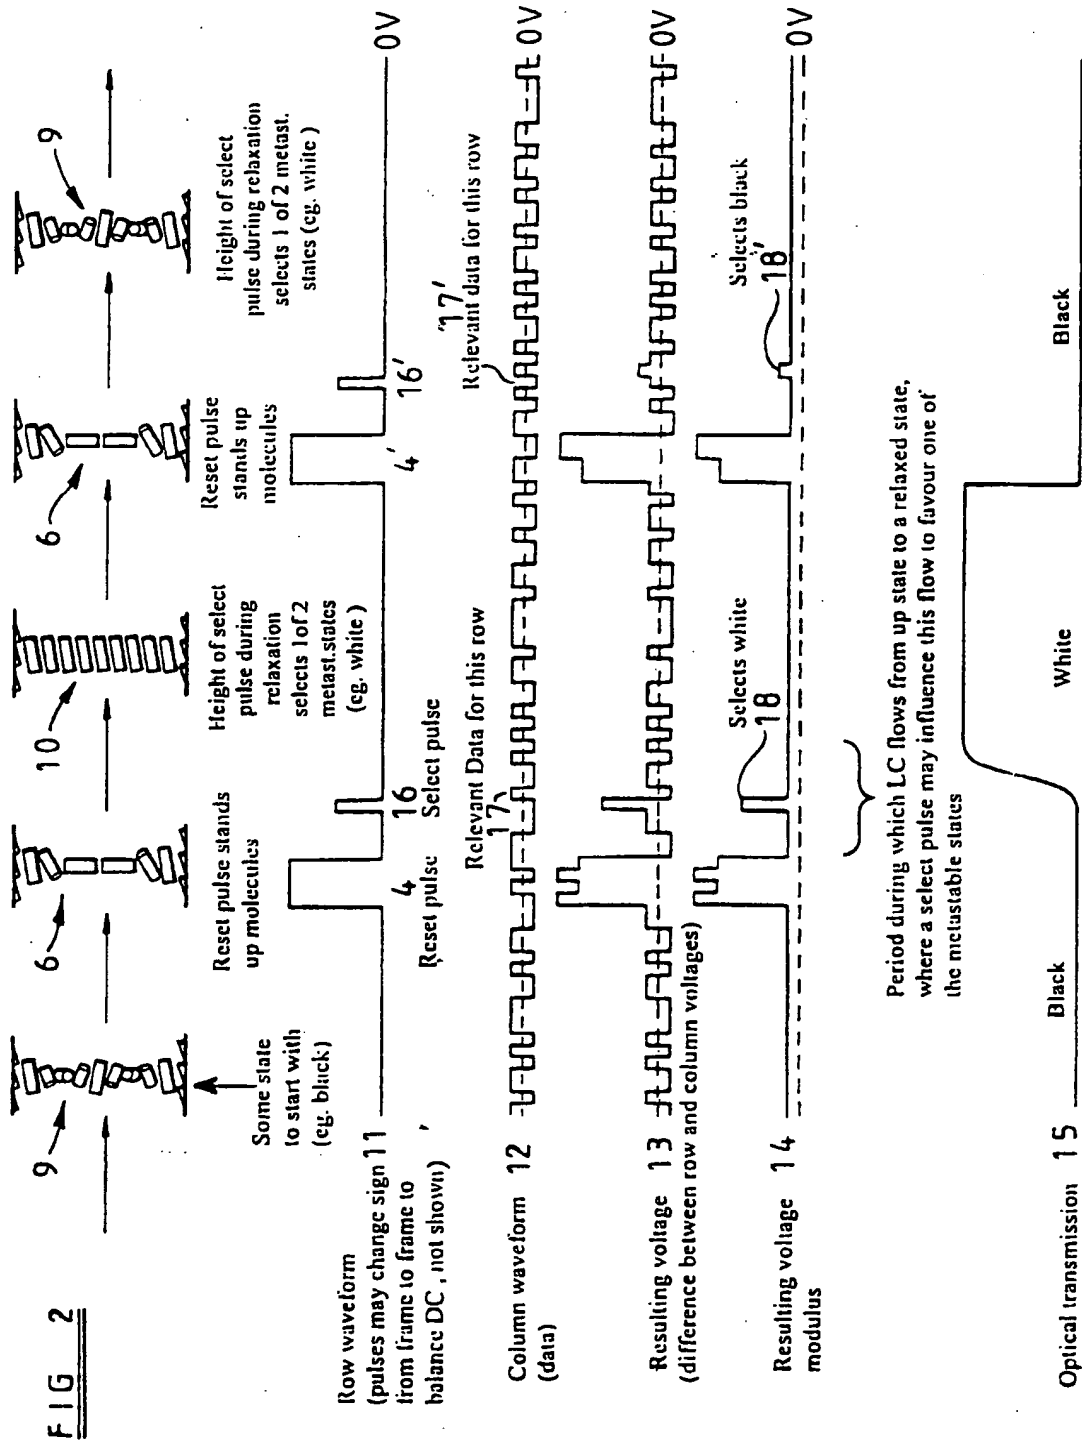 FIG 2
9
6
10
6
9
Some state
to start with
(eg. black)
Reset pulse stands
up molecules
Height of select
pulse during
relaxation
selects 1of 2
metast.states
(eg. white )
Reset pulse
stands up
molecules
Height of select
pulse during relaxation
selects 1 of 2 metast.
states (eg. white )
Row waveform
(pulses may change sign 11
from frame to frame to
balance DC , not shown)
4
Reset pulse
16
Select pulse
4'
16'
0V
Relevant Data for this row
17
17'
Relevant data for this row
Column waveform 12
(data)
0V
Resulting voltage 13
(difference between row and column voltages)
0V
Resulting voltage 14
modulus
Selects white
18
Selects black
18'
0V
Period during which LC flows from up state to a relaxed state,
where a select pulse may influence this flow to favour one of
the metastable states
Optical transmission 15
Black
White
Black